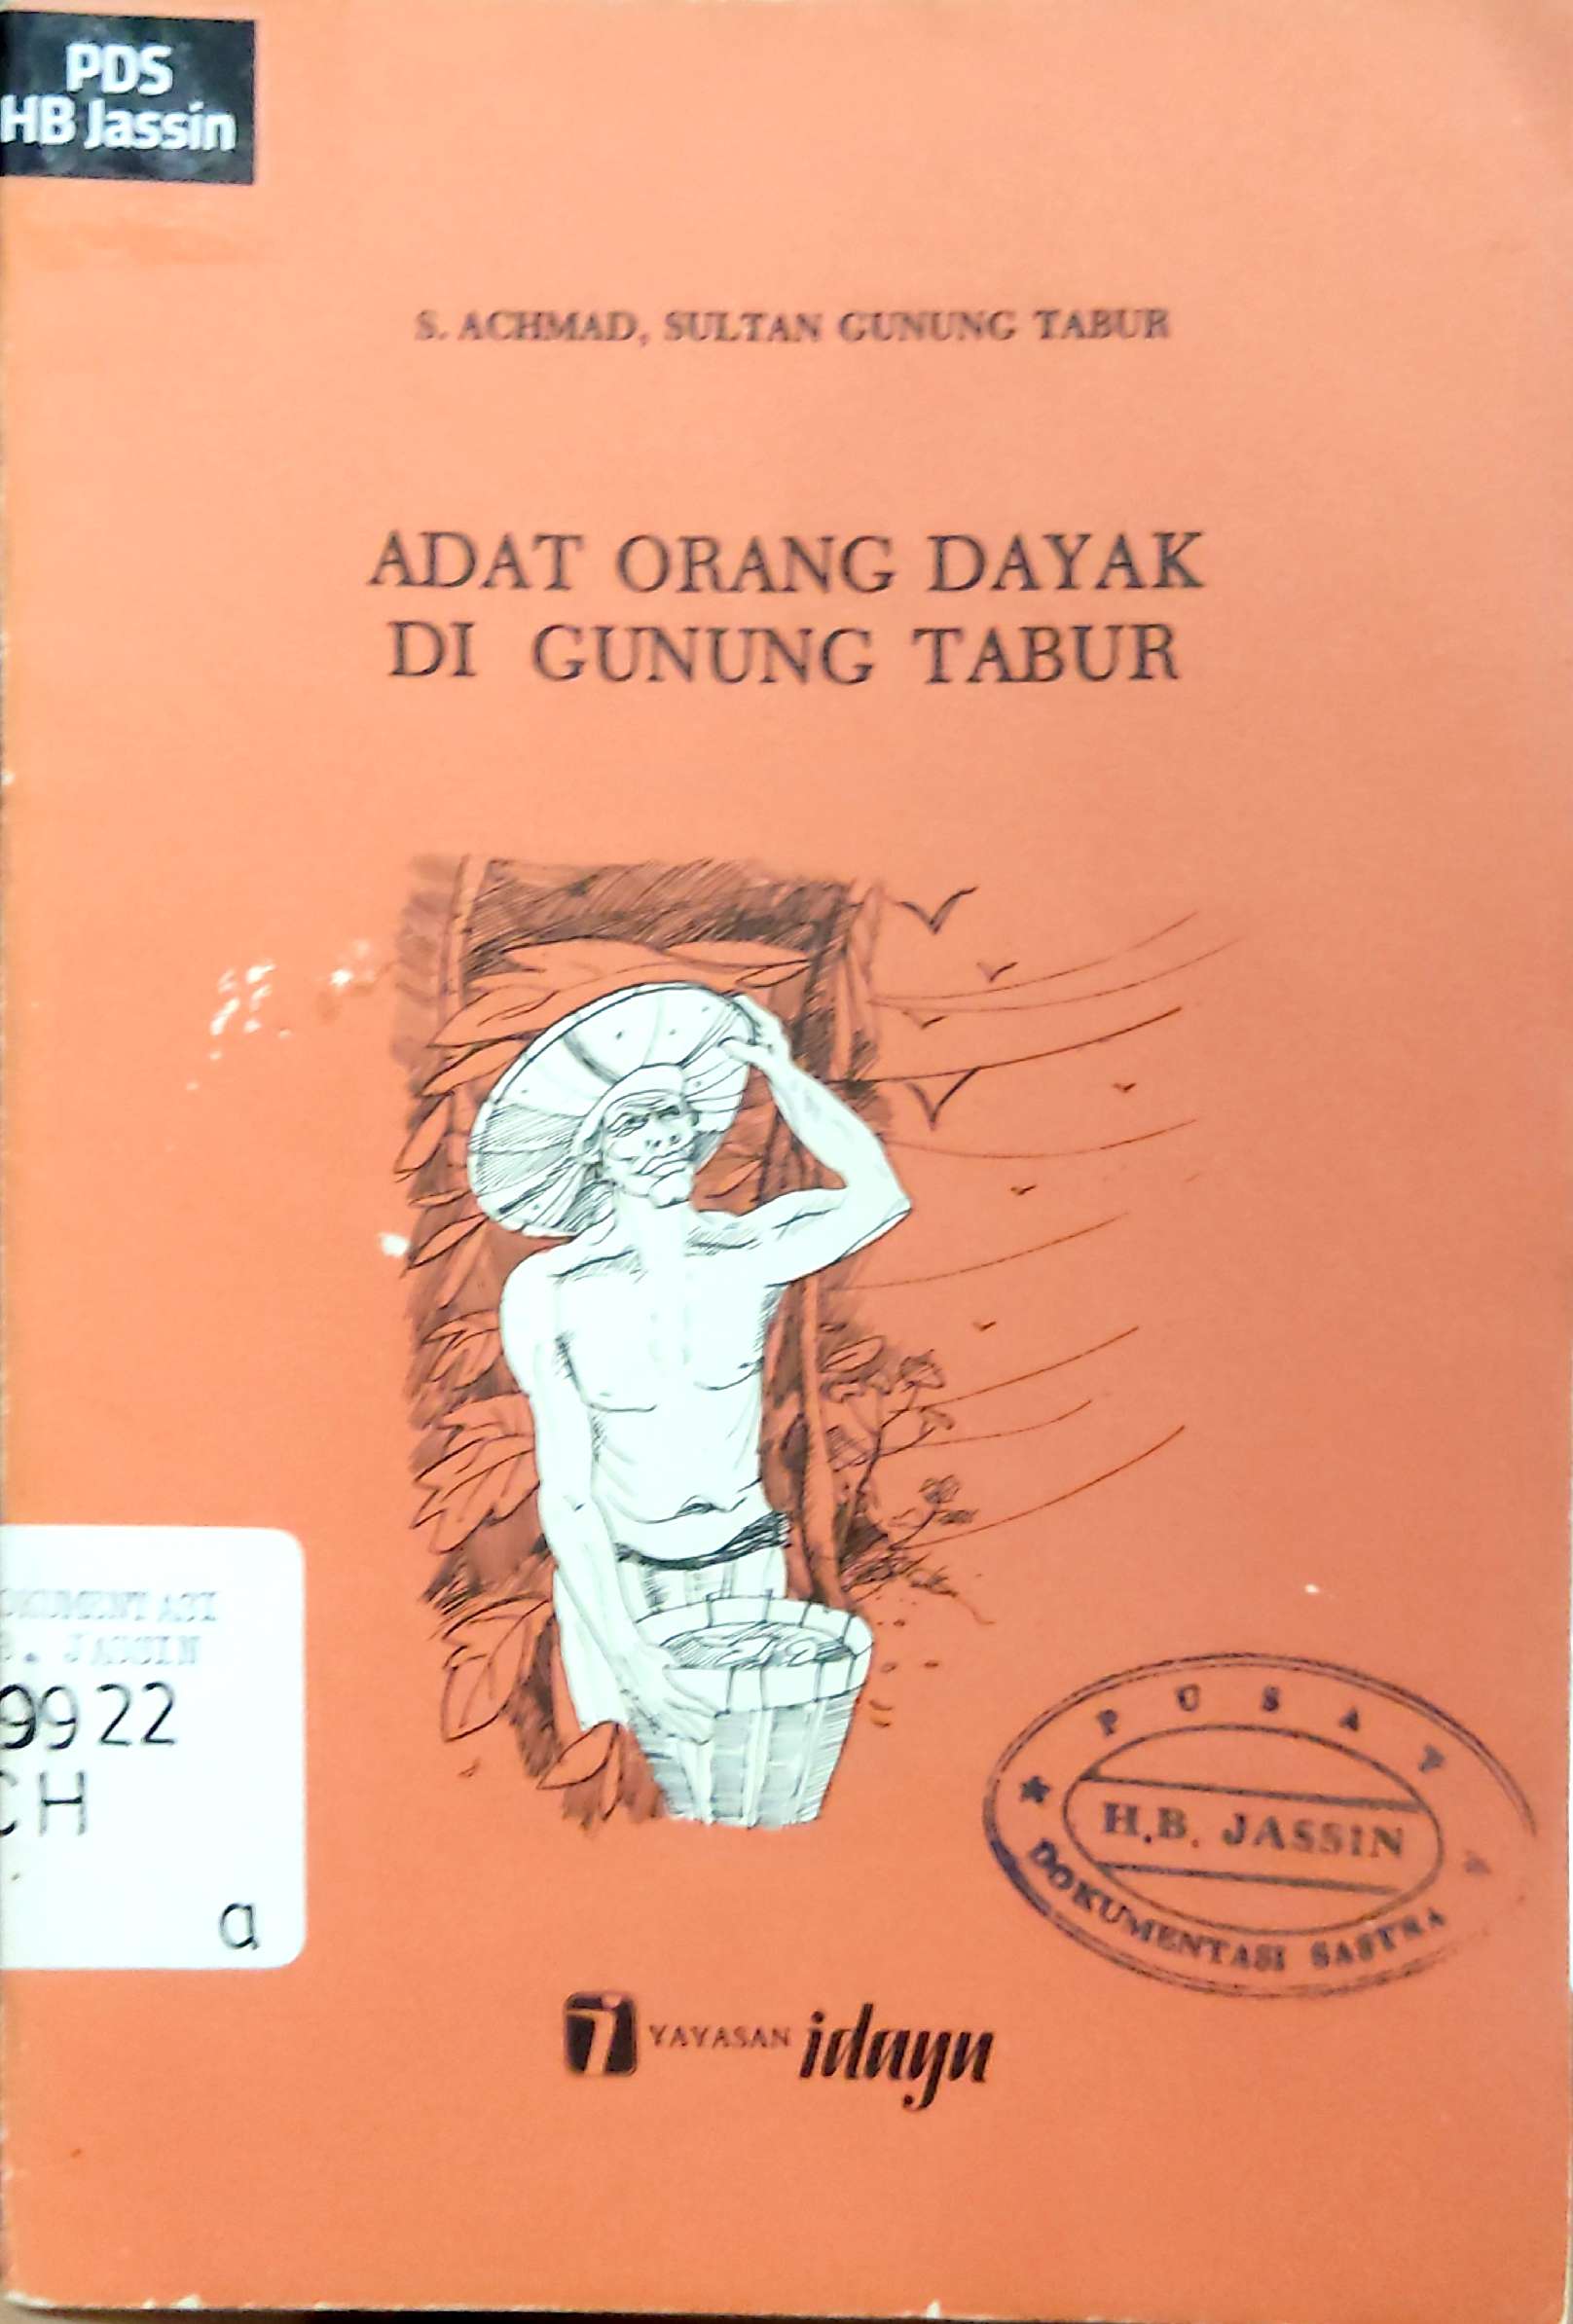 PDS
HB Jassin
S. ACHMAD, SULTAN GUNUNG TABUR
ADAT ORANG DAYAK
DI GUNUNG TABUR
9922
CH
a
PUSAT
H.B. JASSIN
DOKUMENTASI SASTRA
YAYASAN idayu